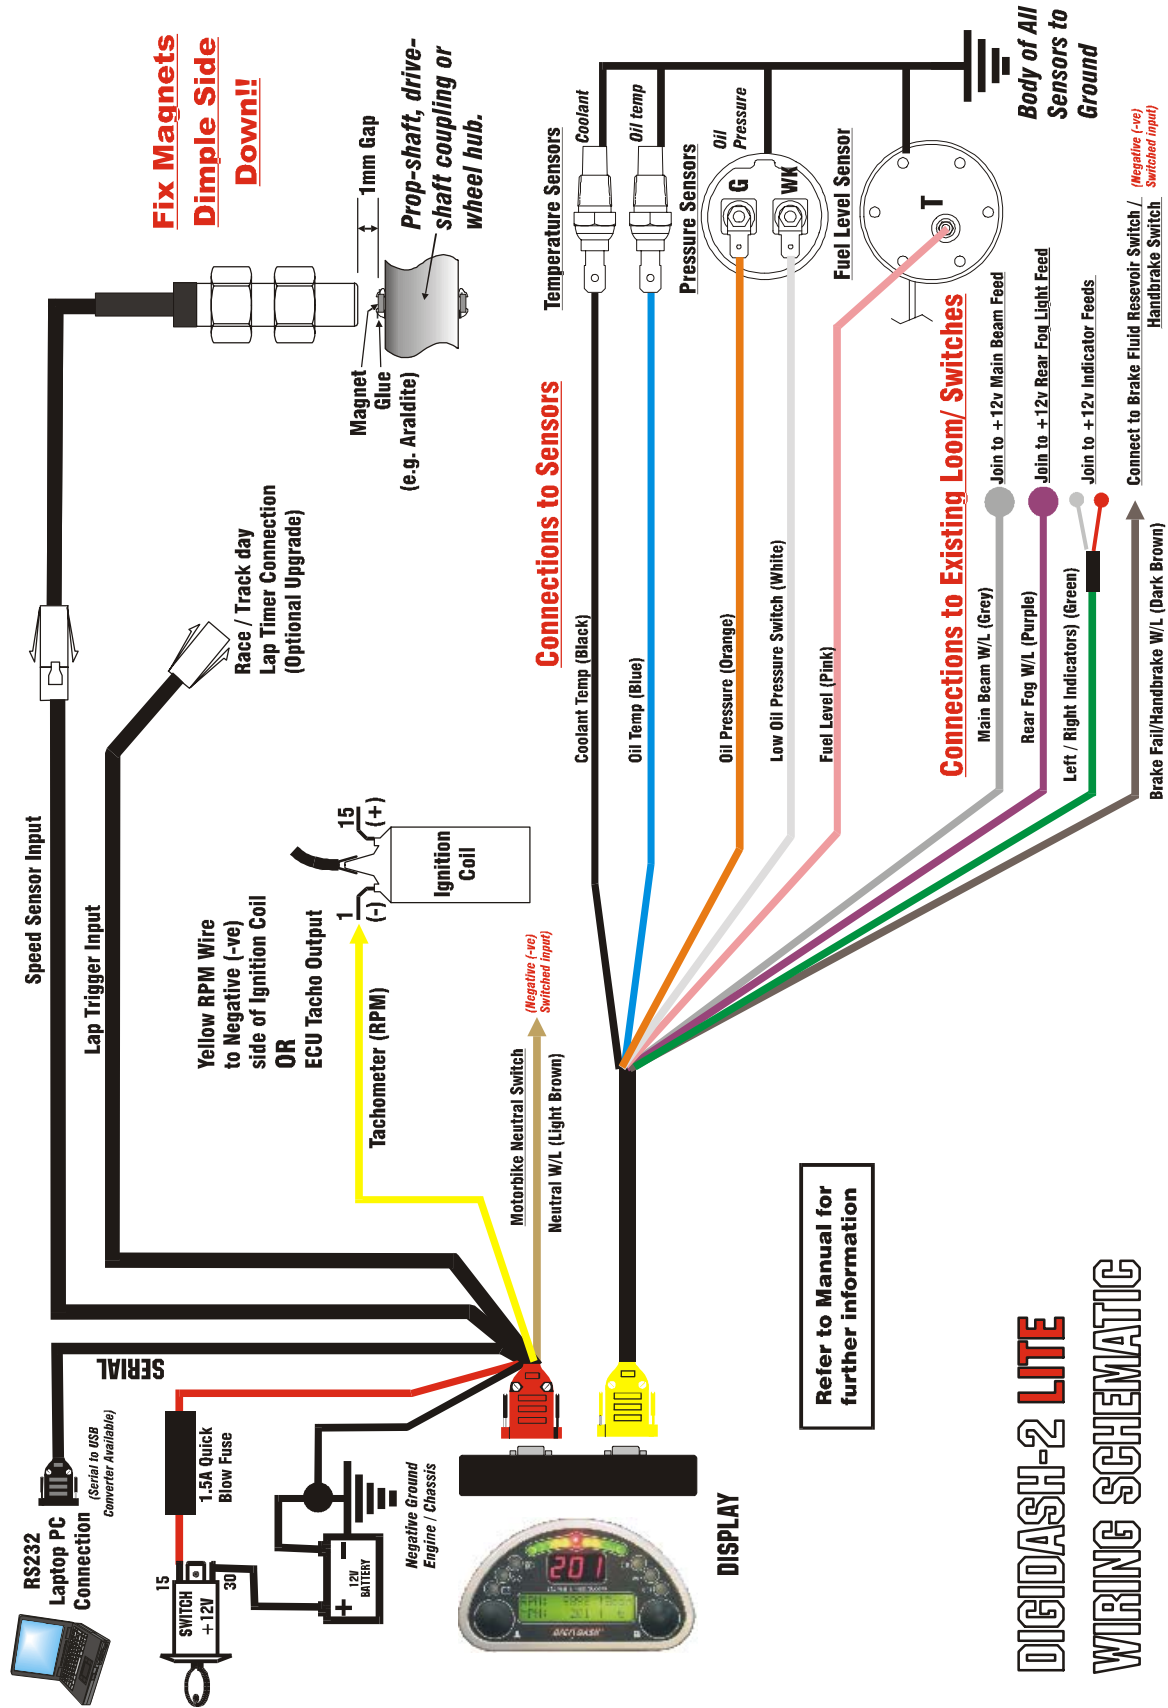 RS232
Laptop PC
Connection
(Serial to USB
Converter Available)
SERIAL
Speed Sensor Input
Lap Trigger Input
Race / Track day
Lap Timer Connection
(Optional Upgrade)
Fix Magnets
Dimple Side
Down!!
1mm Gap
Prop-shaft, drive-
shaft coupling or
wheel hub.
Magnet
Glue
(e.g. Araldite)
15
30
SWITCH
+12V
1.5A Quick
Blow Fuse
12V
BATTERY
+
-
Negative Ground
Engine / Chassis
Yellow RPM Wire
to Negative (-ve)
side of Ignition Coil
OR
ECU Tacho Output
1
(-)
15
(+)
Ignition
Coil
Tachometer (RPM)
Motorbike Neutral Switch
(Negative (-ve)
Switched input)
Neutral W/L (Light Brown)
DISPLAY
201
DIGI DASH
Connections to Sensors
Temperature Sensors
Coolant
Oil temp
Pressure Sensors
Oil
Pressure
G
WK
Fuel Level Sensor
T
Body of All
Sensors to
Ground
Coolant Temp (Black)
Oil Temp (Blue)
Oil Pressure (Orange)
Low Oil Pressure Switch (White)
Fuel Level (Pink)
Connections to Existing Loom/ Switches
Main Beam W/L (Grey)
Join to +12v Main Beam Feed
Rear Fog W/L (Purple)
Join to +12v Rear Fog Light Feed
Left / Right Indicators) (Green)
Join to +12v Indicator Feeds
Brake Fail/Handbrake W/L (Dark Brown)
Connect to Brake Fluid Resevoir Switch /
Handbrake Switch
(Negative (-ve)
Switched input)
Refer to Manual for
further information
DIGIDASH-2 LITE
WIRING SCHEMATIC